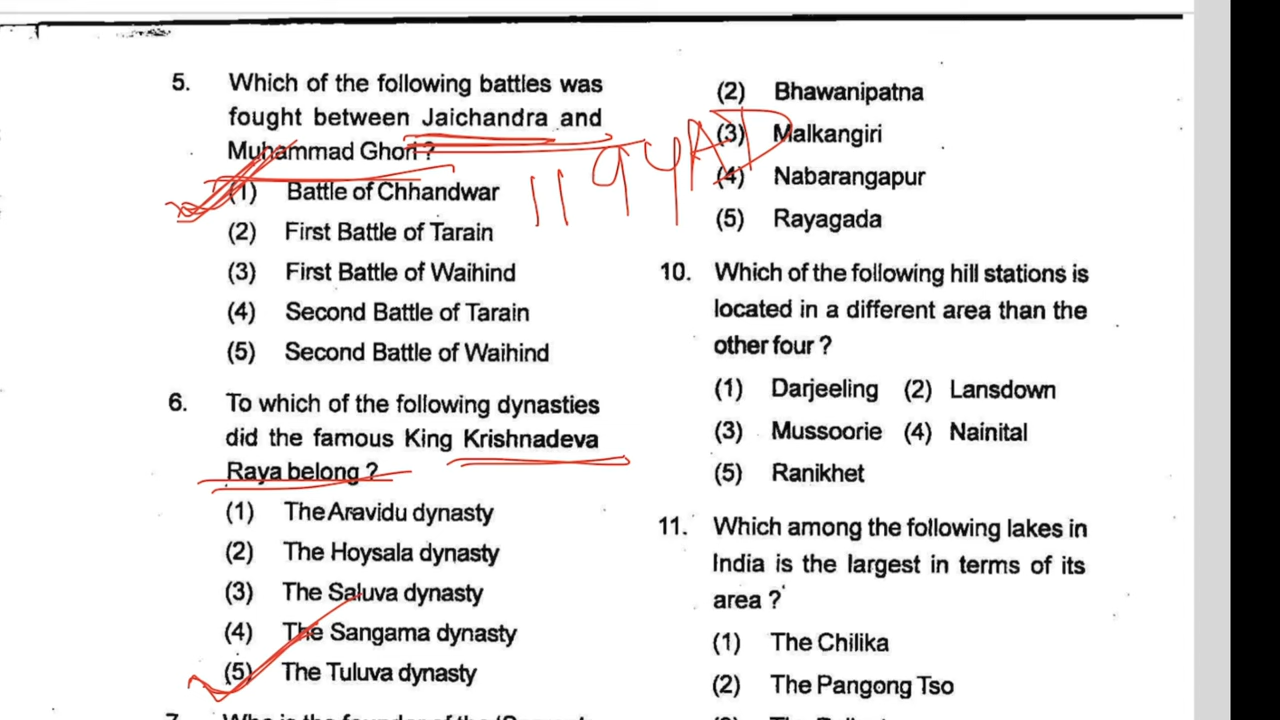 5. Which of the following battles was
fought between Jaichandra and
Muhammad Ghori ?
(1) Battle of Chhandwar
(2) First Battle of Tarain
(3) First Battle of Waihind
(4) Second Battle of Tarain
(5) Second Battle of Waihind
6. To which of the following dynasties
did the famous King Krishnadeva
Raya belong ?
(1) The Aravidu dynasty
(2) The Hoysala dynasty
(3) The Saluva dynasty
(4) The Sangama dynasty
(5) The Tuluva dynasty
1194AD
(2) Bhawanipatna
(3) Malkangiri
(4) Nabarangapur
(5) Rayagada
10. Which of the following hill stations is
located in a different area than the
other four ?
(1) Darjeeling (2) Lansdown
(3) Mussoorie (4) Nainital
(5) Ranikhet
11. Which among the following lakes in
India is the largest in terms of its
area ?
(1) The Chilika
(2) The Pangong Tso